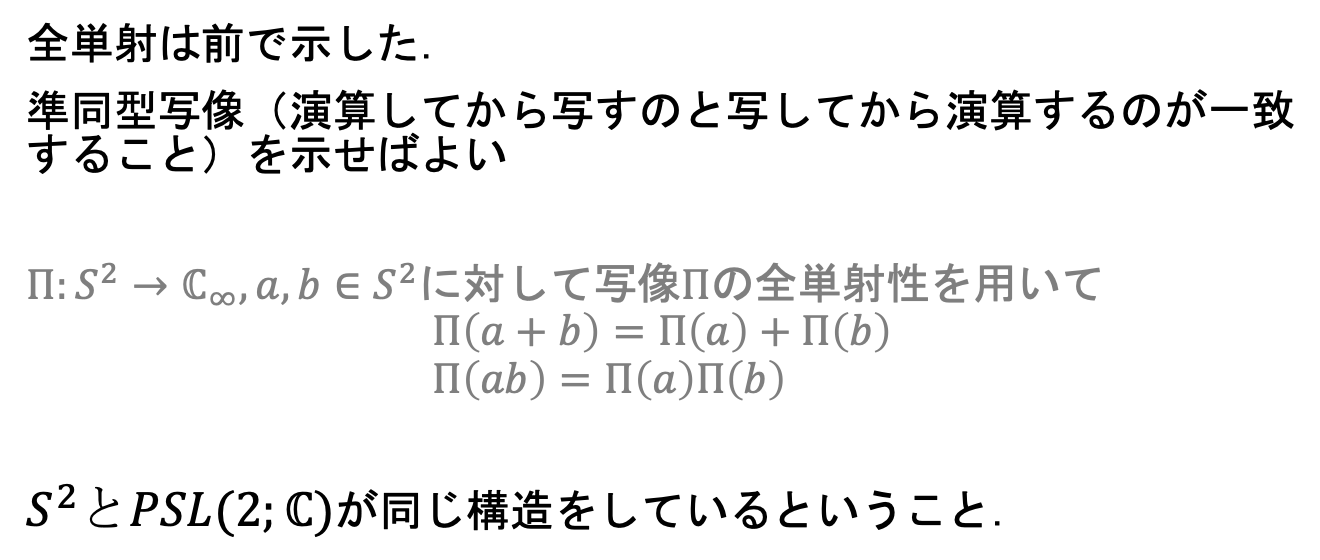 全単射は前で示した.
準同型写像（演算してから写すのと写してから演算するのが一致
すること）を示せばよい
Π: S² → ℂ∞, a, b ∈ S²に対して写像Πの全単射性を用いて
Π(a + b) = Π(a) + Π(b)
Π(ab) = Π(a)Π(b)
S²とPSL(2; ℂ)が同じ構造をしているということ.